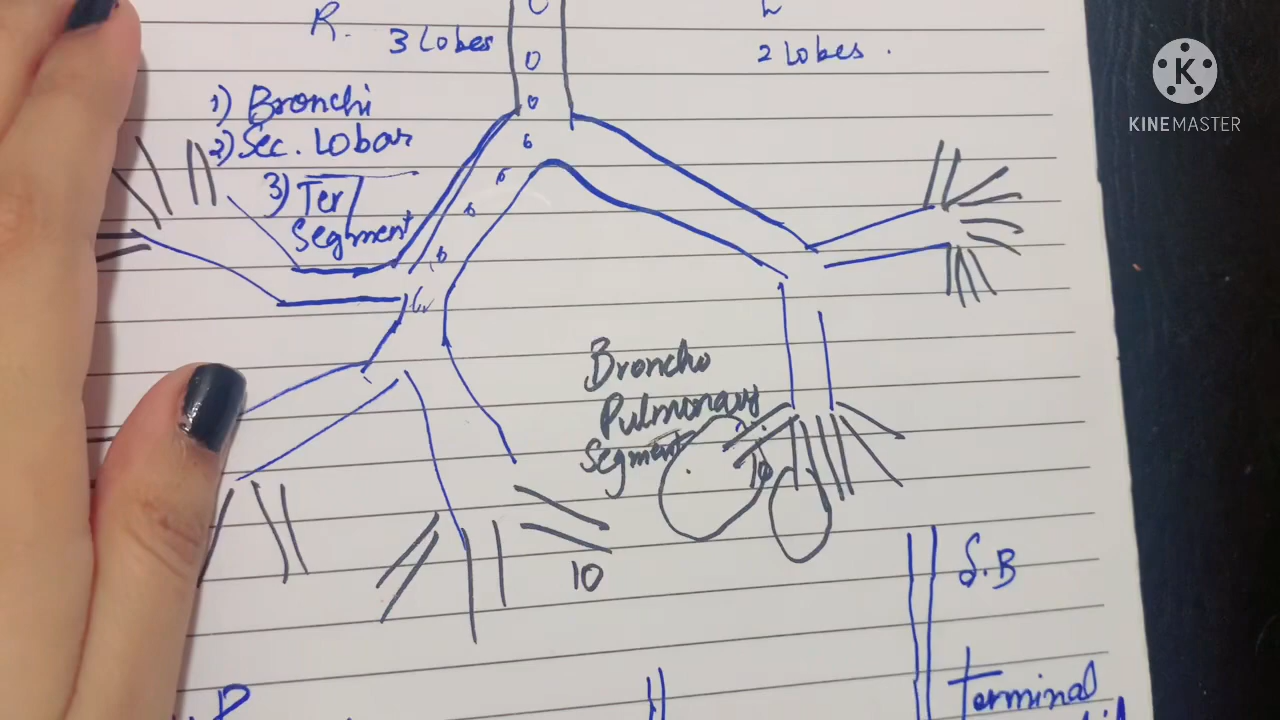 R.
L
3 Lobes
2 Lobes .
1) Bronchi
2) Sec. Lobar
3) Ter /
Segment
Broncho
Pulmonary
Segment
10
10
S.B
Terminal
K
KINEMASTER